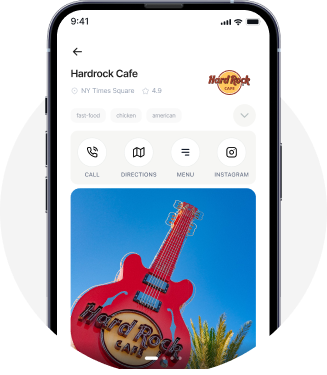 9:41
Hardrock Cafe
Hard Rock
CAFE
NY Times Square 4.9
fast-food chicken american
CALL DIRECTIONS MENU INSTAGRAM
Hard Rock
CAFE